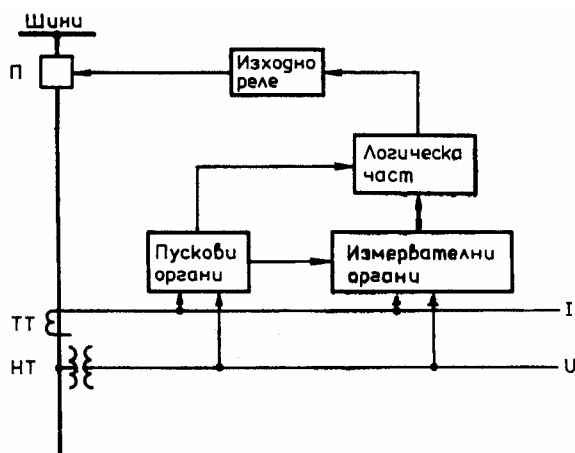 Шини
П
Изходно
реле
Логическа
част
Пускови
органи
Измервателни
органи
ТТ
I
НТ
U